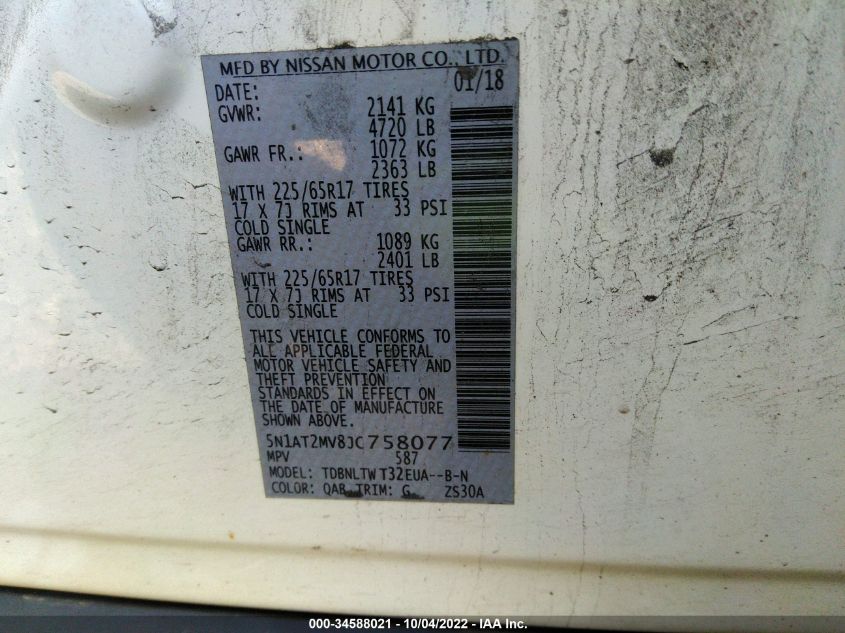 MFD BY NISSAN MOTOR CO., LTD.
DATE: 01/18
GVWR: 2141 KG
4720 LB
GAWR FR.: 1072 KG
2363 LB
WITH 225/65R17 TIRES
17 X 7J RIMS AT 33 PSI
COLD SINGLE
GAWR RR.: 1089 KG
2401 LB
WITH 225/65R17 TIRES
17 X 7J RIMS AT 33 PSI
COLD SINGLE
THIS VEHICLE CONFORMS TO
ALL APPLICABLE FEDERAL
MOTOR VEHICLE SAFETY AND
THEFT PREVENTION
STANDARDS IN EFFECT ON
THE DATE OF MANUFACTURE
SHOWN ABOVE.
5N1AT2MV8JC758077
MPV 587
MODEL: TDBNLTW T32EUA--B-N
COLOR: QAB TRIM: G ZS30A
000-34588021 - 10/04/2022 - IAA Inc.